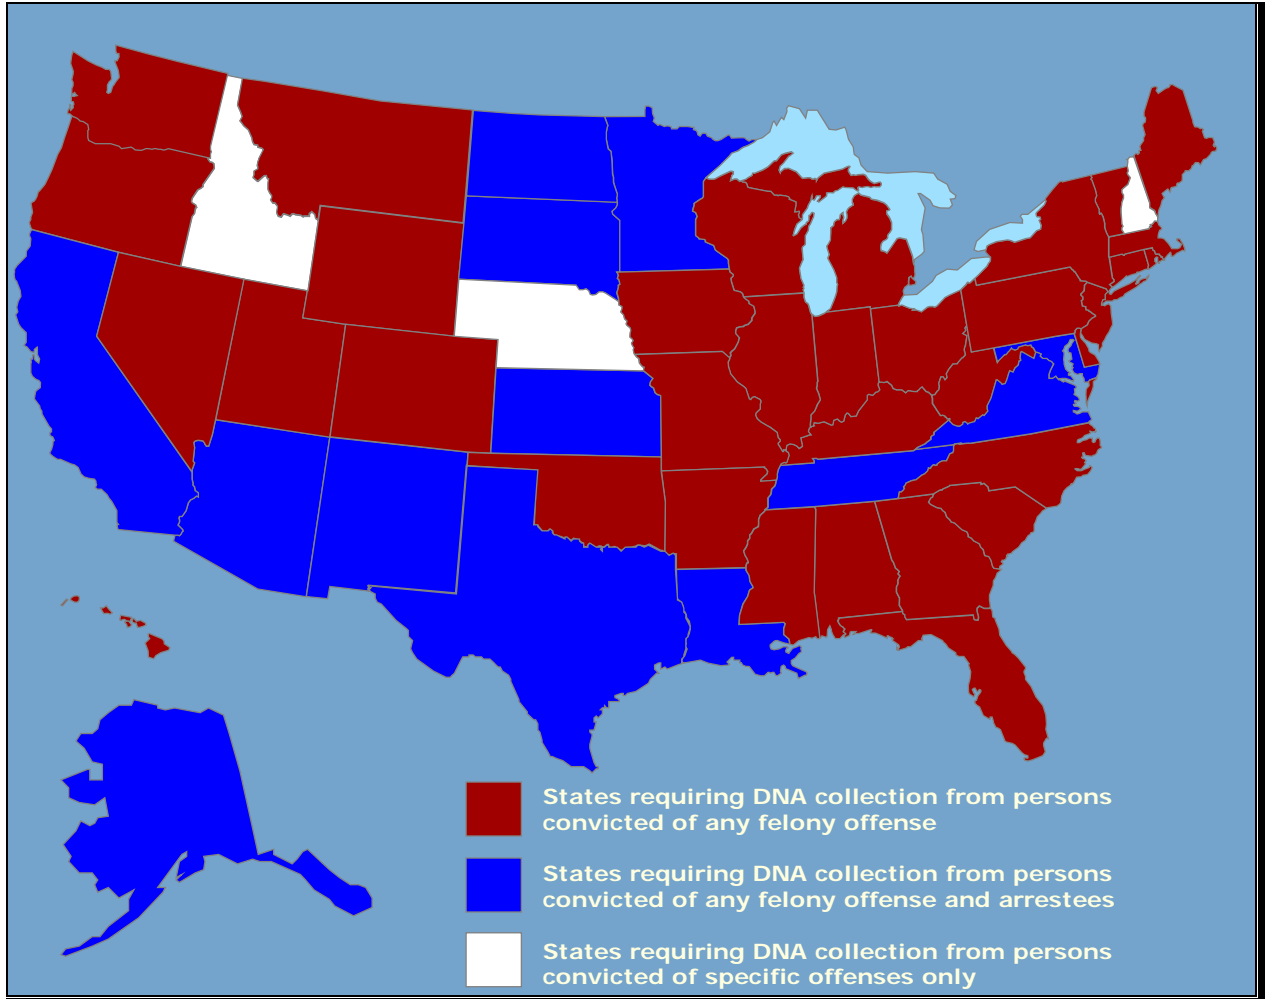 States requiring DNA collection from persons
convicted of any felony offense
States requiring DNA collection from persons
convicted of any felony offense and arrestees
States requiring DNA collection from persons
convicted of specific offenses only